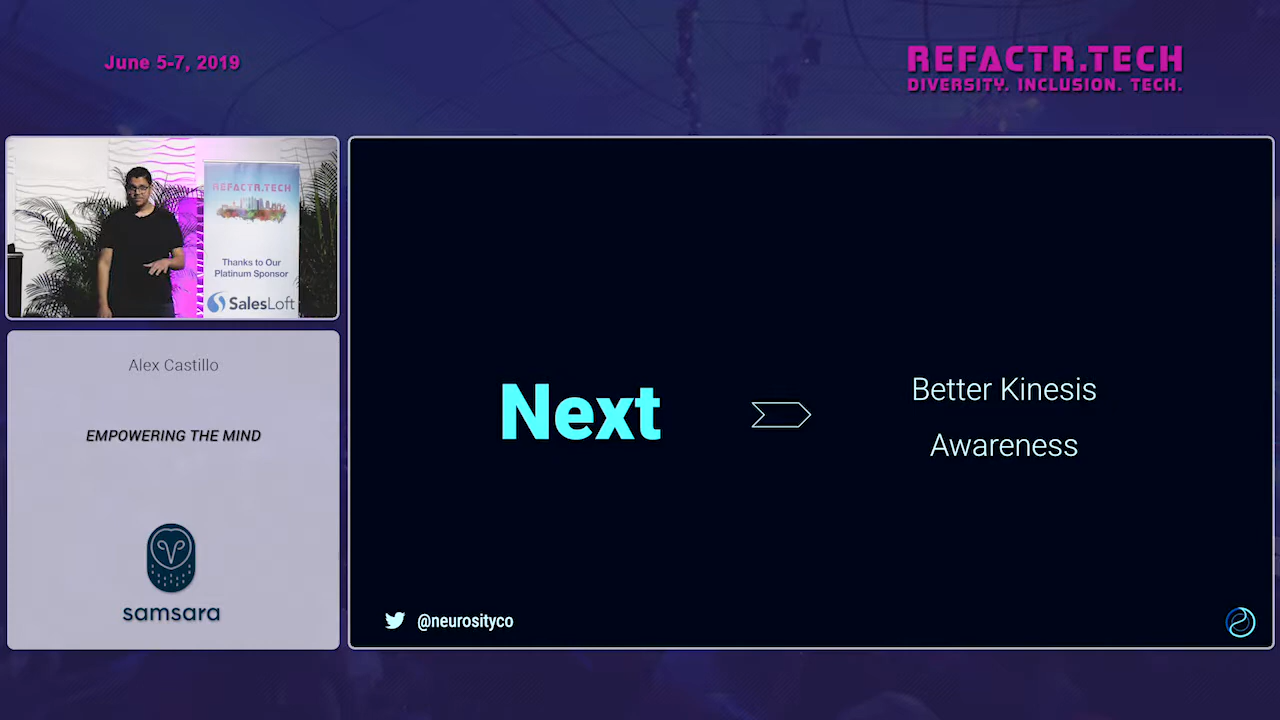 June 5-7, 2019
REFACTR.TECH
DIVERSITY. INCLUSION. TECH.
REFACTR.TECH
Thanks to Our
Platinum Sponsor
SalesLoft
Alex Castillo
EMPOWERING THE MIND
samsara
Next
Better Kinesis
Awareness
@neurosityco